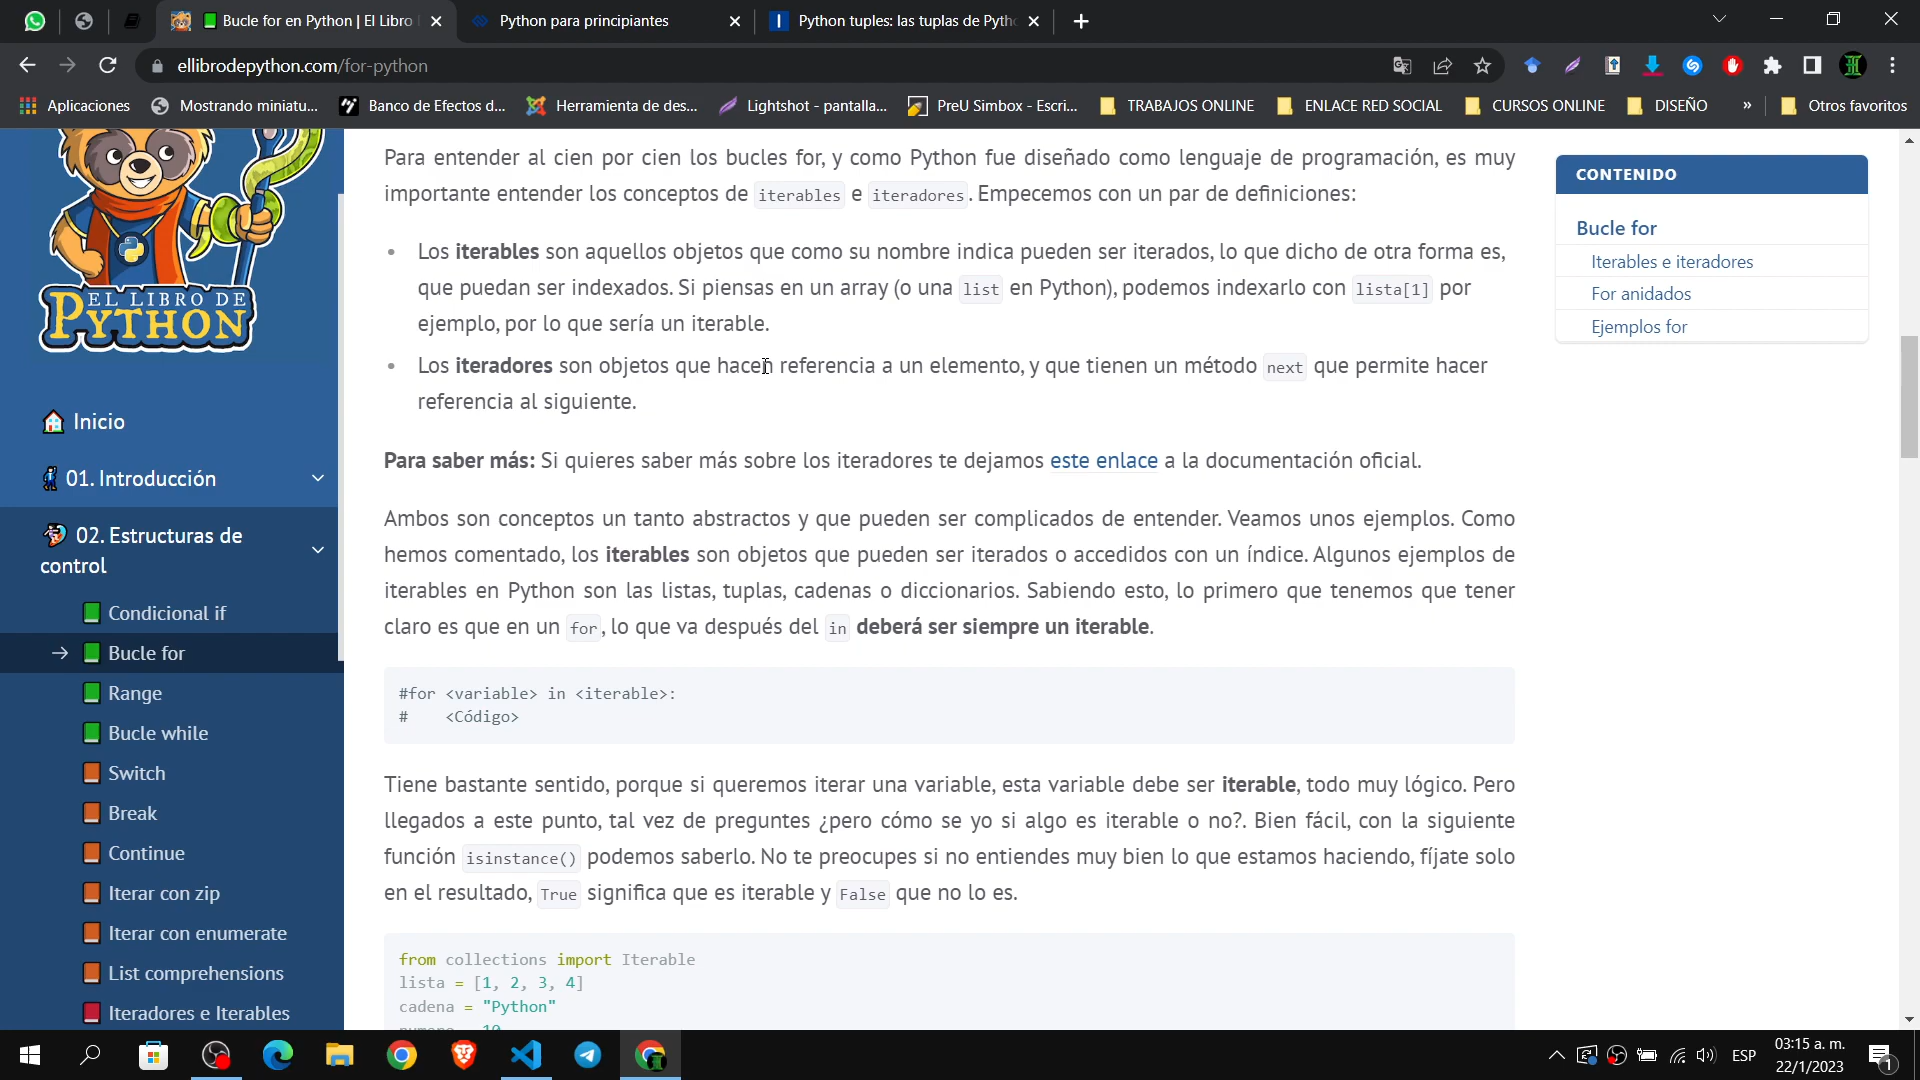 Bucle for en Python | El Libro
Python para principiantes
Python tuples: las tuplas de Pyth
ellibrodepython.com/for-python
Aplicaciones
Mostrando miniatu...
Banco de Efectos d...
Herramienta de des...
Lightshot - pantalla...
PreU Simbox - Escri...
TRABAJOS ONLINE
ENLACE RED SOCIAL
CURSOS ONLINE
DISEÑO
»
Otros favoritos
EL LIBRO DE
PYTHON
Inicio
01. Introducción
02. Estructuras de
control
Condicional if
→ Bucle for
Range
Bucle while
Switch
Break
Continue
Iterar con zip
Iterar con enumerate
List comprehensions
Iteradores e Iterables
Para entender al cien por cien los bucles for, y como Python fue diseñado como lenguaje de programación, es muy
importante entender los conceptos de iterables e iteradores. Empecemos con un par de definiciones:
• Los iterables son aquellos objetos que como su nombre indica pueden ser iterados, lo que dicho de otra forma es,
que puedan ser indexados. Si piensas en un array (o una list en Python), podemos indexarlo con lista[1] por
ejemplo, por lo que sería un iterable.
• Los iteradores son objetos que hacen referencia a un elemento, y que tienen un método next que permite hacer
referencia al siguiente.
Para saber más: Si quieres saber más sobre los iteradores te dejamos este enlace a la documentación oficial.
Ambos son conceptos un tanto abstractos y que pueden ser complicados de entender. Veamos unos ejemplos. Como
hemos comentado, los iterables son objetos que pueden ser iterados o accedidos con un índice. Algunos ejemplos de
iterables en Python son las listas, tuplas, cadenas o diccionarios. Sabiendo esto, lo primero que tenemos que tener
claro es que en un for, lo que va después del in deberá ser siempre un iterable.
#for <variable> in <iterable>:
#    <Código>
Tiene bastante sentido, porque si queremos iterar una variable, esta variable debe ser iterable, todo muy lógico. Pero
llegados a este punto, tal vez de preguntes ¿pero cómo se yo si algo es iterable o no?. Bien fácil, con la siguiente
función isinstance() podemos saberlo. No te preocupes si no entiendes muy bien lo que estamos haciendo, fíjate solo
en el resultado, True significa que es iterable y False que no lo es.
from collections import Iterable
lista = [1, 2, 3, 4]
cadena = "Python"
numero = 10
CONTENIDO
Bucle for
Iterables e iteradores
For anidados
Ejemplos for
ESP
03:15 a. m.
22/1/2023
1